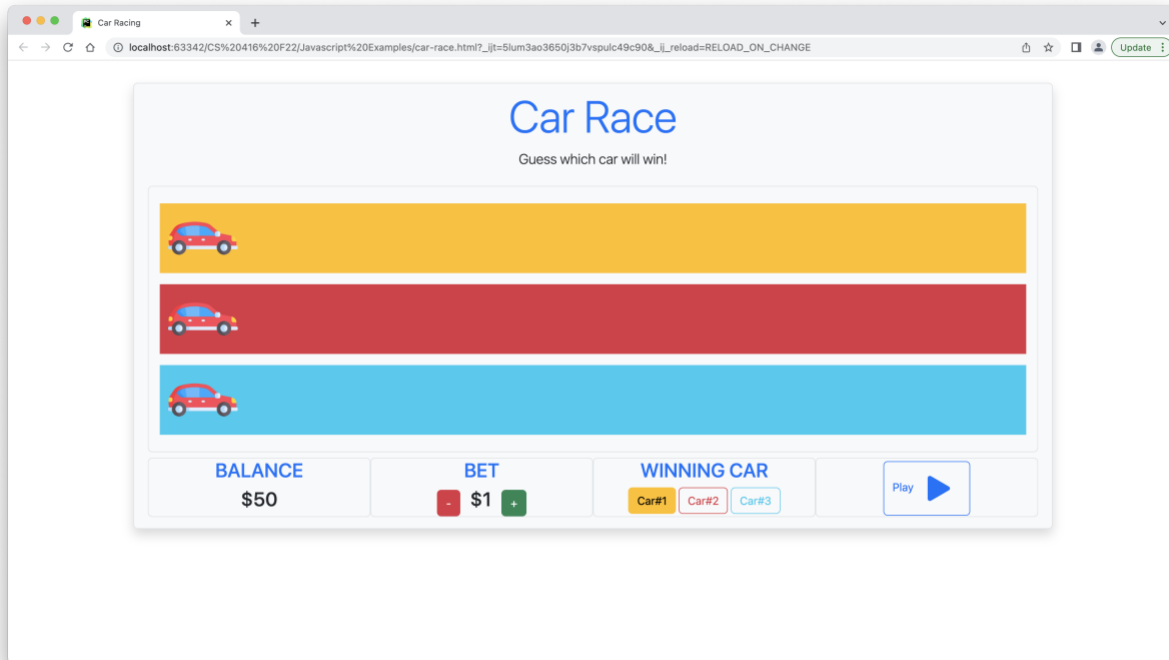 Car Racing
localhost:63342/CS%20416%20F22/Javascript%20Examples/car-race.html?_ijt=5lum3ao3650j3b7vspulc49c90&_ij_reload=RELOAD_ON_CHANGE
Update
Car Race
Guess which car will win!
BALANCE
BET
WINNING CAR
$50
- $1 +
Car#1 Car#2 Car#3
Play